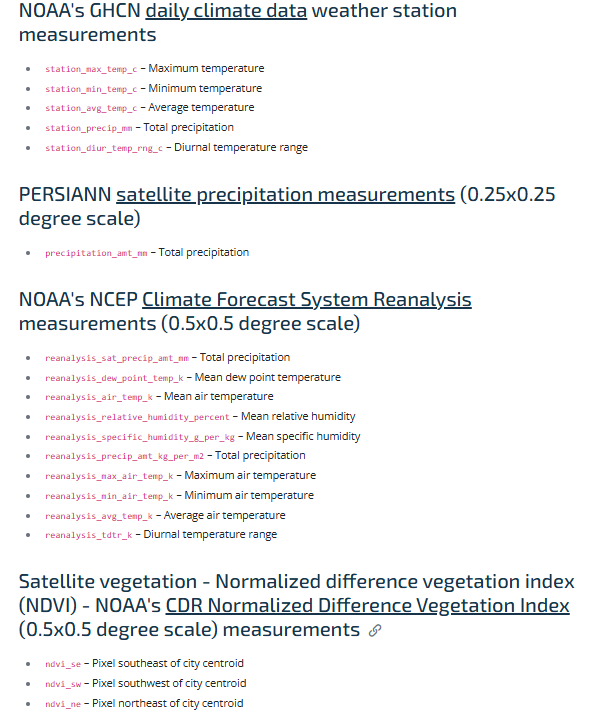 NOAA's GHCN daily climate data weather station
measurements
station_max_temp_c – Maximum temperature
station_min_temp_c – Minimum temperature
station_avg_temp_c – Average temperature
station_precip_mm – Total precipitation
station_diur_temp_rng_c – Diurnal temperature range
PERSIANN satellite precipitation measurements (0.25x0.25
degree scale)
precipitation_amt_mm – Total precipitation
NOAA's NCEP Climate Forecast System Reanalysis
measurements (0.5x0.5 degree scale)
reanalysis_sat_precip_amt_mm – Total precipitation
reanalysis_dew_point_temp_k – Mean dew point temperature
reanalysis_air_temp_k – Mean air temperature
reanalysis_relative_humidity_percent – Mean relative humidity
reanalysis_specific_humidity_g_per_kg – Mean specific humidity
reanalysis_precip_amt_kg_per_m2 – Total precipitation
reanalysis_max_air_temp_k – Maximum air temperature
reanalysis_min_air_temp_k – Minimum air temperature
reanalysis_avg_temp_k – Average air temperature
reanalysis_tdtr_k – Diurnal temperature range
Satellite vegetation - Normalized difference vegetation index
(NDVI) - NOAA's CDR Normalized Difference Vegetation Index
(0.5x0.5 degree scale) measurements
ndvi_se – Pixel southeast of city centroid
ndvi_sw – Pixel southwest of city centroid
ndvi_ne – Pixel northeast of city centroid